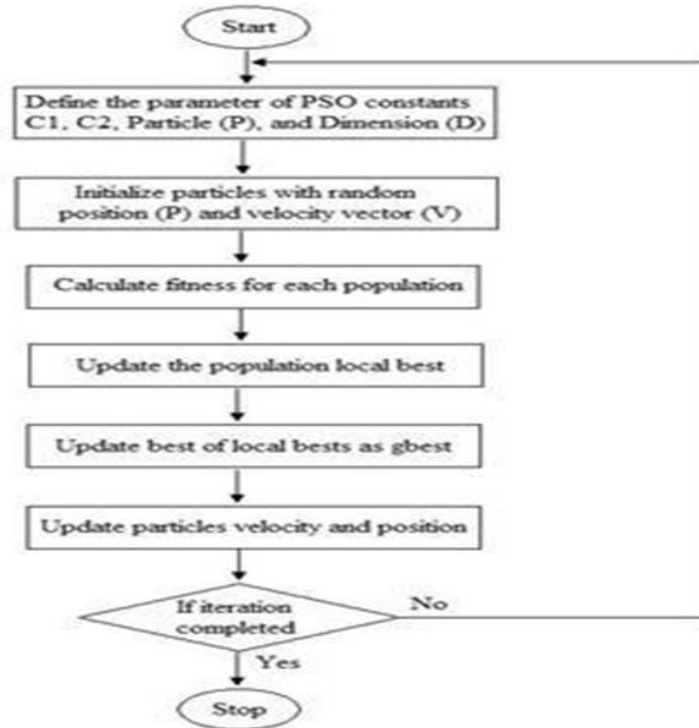 Start
Define the parameter of PSO constants
C1, C2, Particle (P), and Dimension (D)
Initialize particles with random
position (P) and velocity vector (V)
Calculate fitness for each population
Update the population local best
Update best of local bests as gbest
Update particles velocity and position
If iteration
completed
No
Yes
Stop